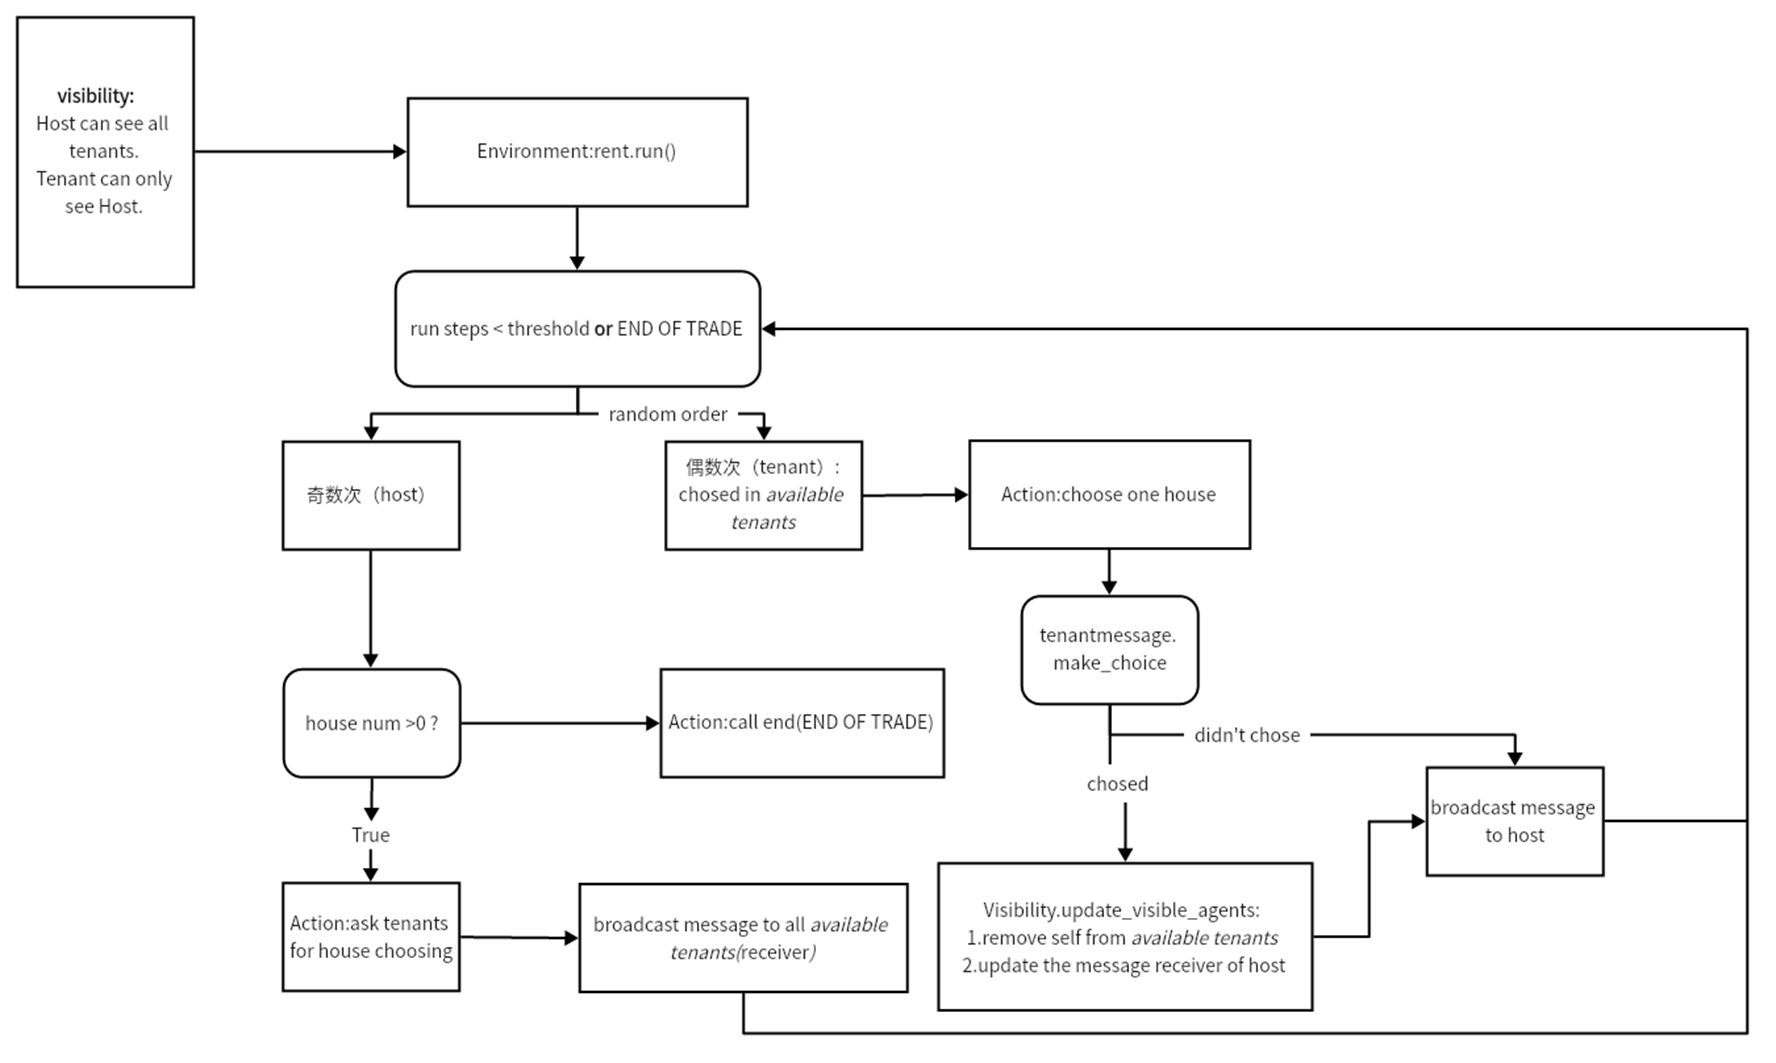 visibility:
Host can see all
tenants.
Tenant can only
see Host.
Environment:rent.run()
run steps < threshold or END OF TRADE
random order
奇数次（host）
偶数次（tenant）:
chosed in available
tenants
Action:choose one house
tenantmessage.
make_choice
house num >0 ?
Action:call end(END OF TRADE)
didn't chose
chosed
True
broadcast message
to host
Action:ask tenants
for house choosing
broadcast message to all available
tenants(receiver)
Visibility.update_visible_agents:
1.remove self from available tenants
2.update the message receiver of host